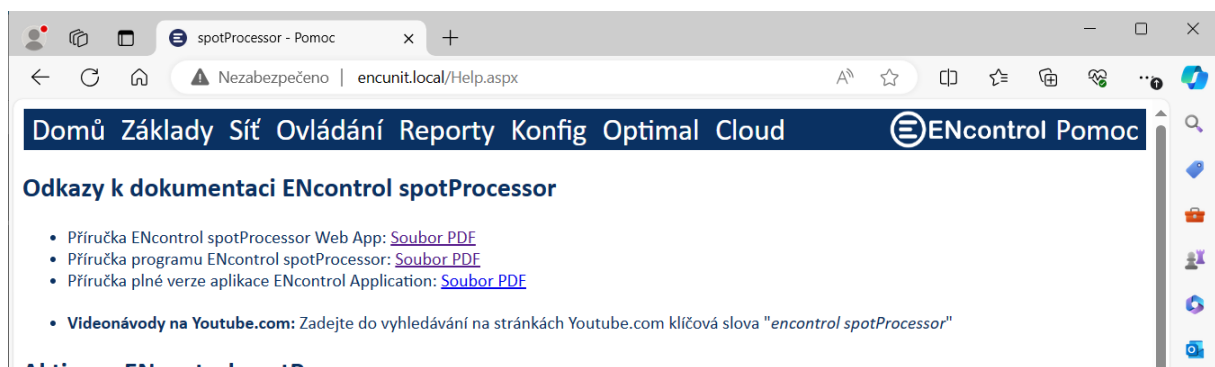 spotProcessor - Pomoc
Nezabezpečeno | encunit.local/Help.aspx
Domů Základy Síť Ovládání Reporty Konfig Optimal Cloud ENcontrol Pomoc
Odkazy k dokumentaci ENcontrol spotProcessor
• Příručka ENcontrol spotProcessor Web App: Soubor PDF
• Příručka programu ENcontrol spotProcessor: Soubor PDF
• Příručka plné verze aplikace ENcontrol Application: Soubor PDF
• Videonávody na Youtube.com: Zadejte do vyhledávání na stránkách Youtube.com klíčová slova "encontrol spotProcessor"